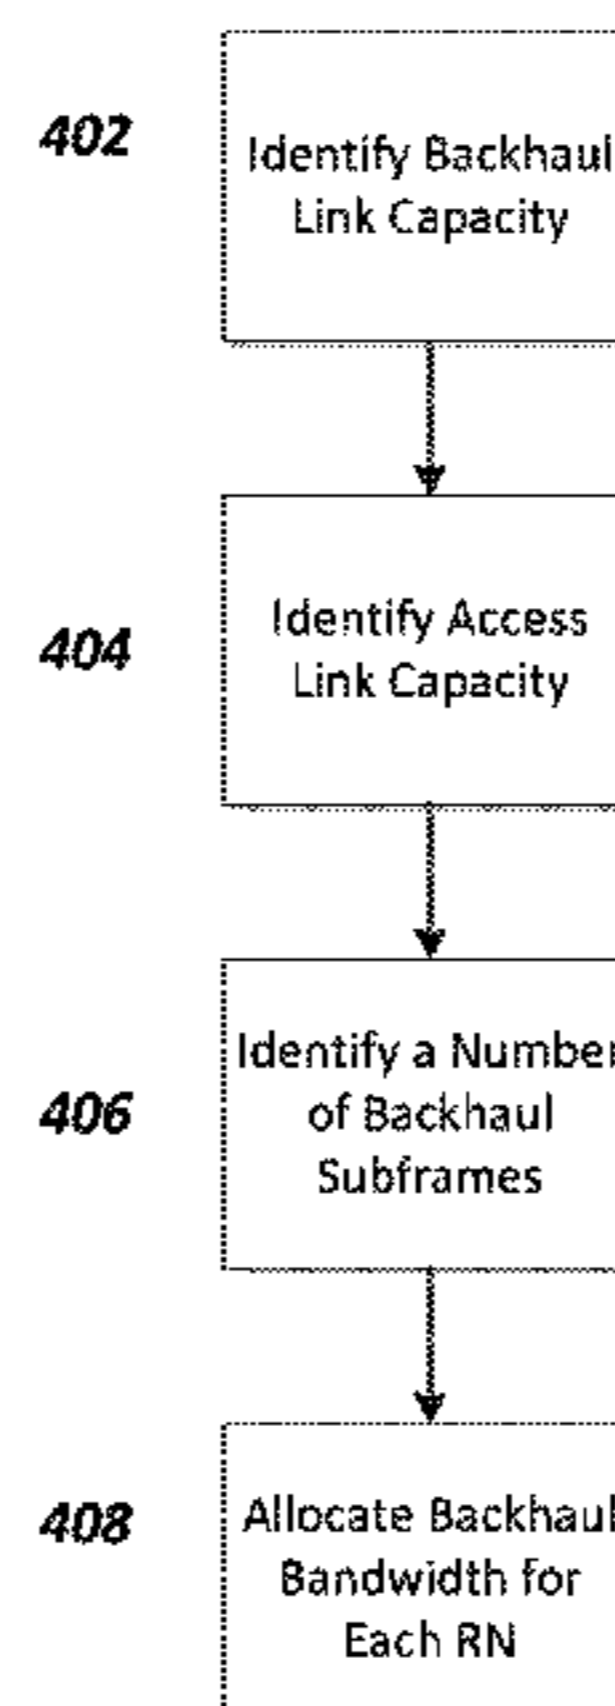 402
Identify Backhaul
Link Capacity
404
Identify Access
Link Capacity
406
Identify a Number
of Backhaul
Subframes
408
Allocate Backhaul
Bandwidth for
Each RN